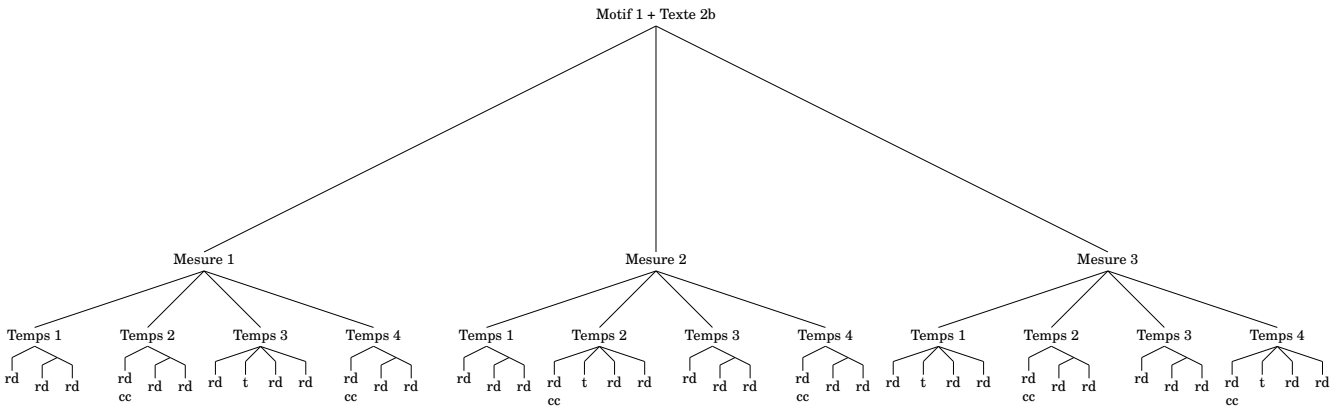 Motif 1 + Texte 2b
Mesure 1 Mesure 2 Mesure 3
Temps 1 Temps 2 Temps 3 Temps 4 Temps 1 Temps 2 Temps 3 Temps 4 Temps 1 Temps 2 Temps 3 Temps 4
rd rd rd rd rd rd rd t rd rd rd rd rd rd rd rd rd t rd rd rd rd rd rd rd rd rd t rd rd rd rd rd rd rd rd rd t rd rd
cc cc cc cc cc cc